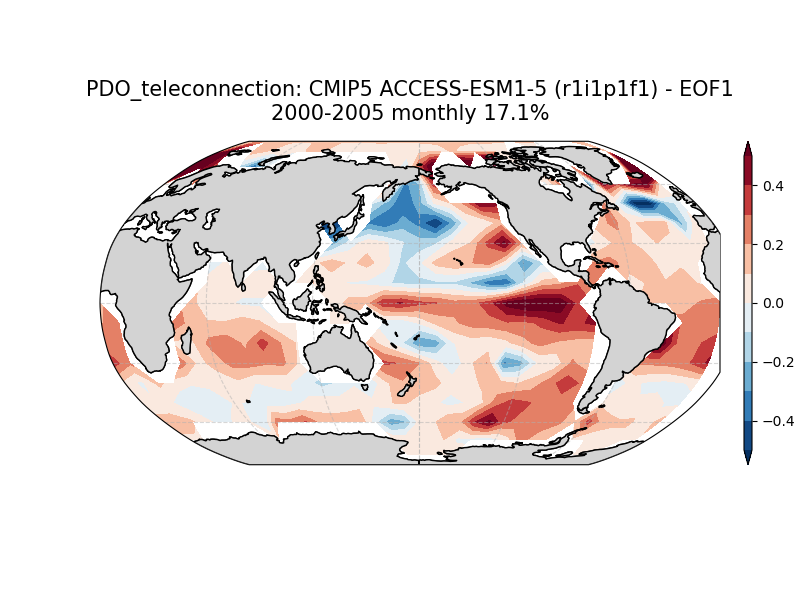 PDO_teleconnection: CMIP5 ACCESS-ESM1-5 (r1i1p1f1) - EOF1
2000-2005 monthly 17.1%
0.4
0.2
0.0
−0.2
−0.4